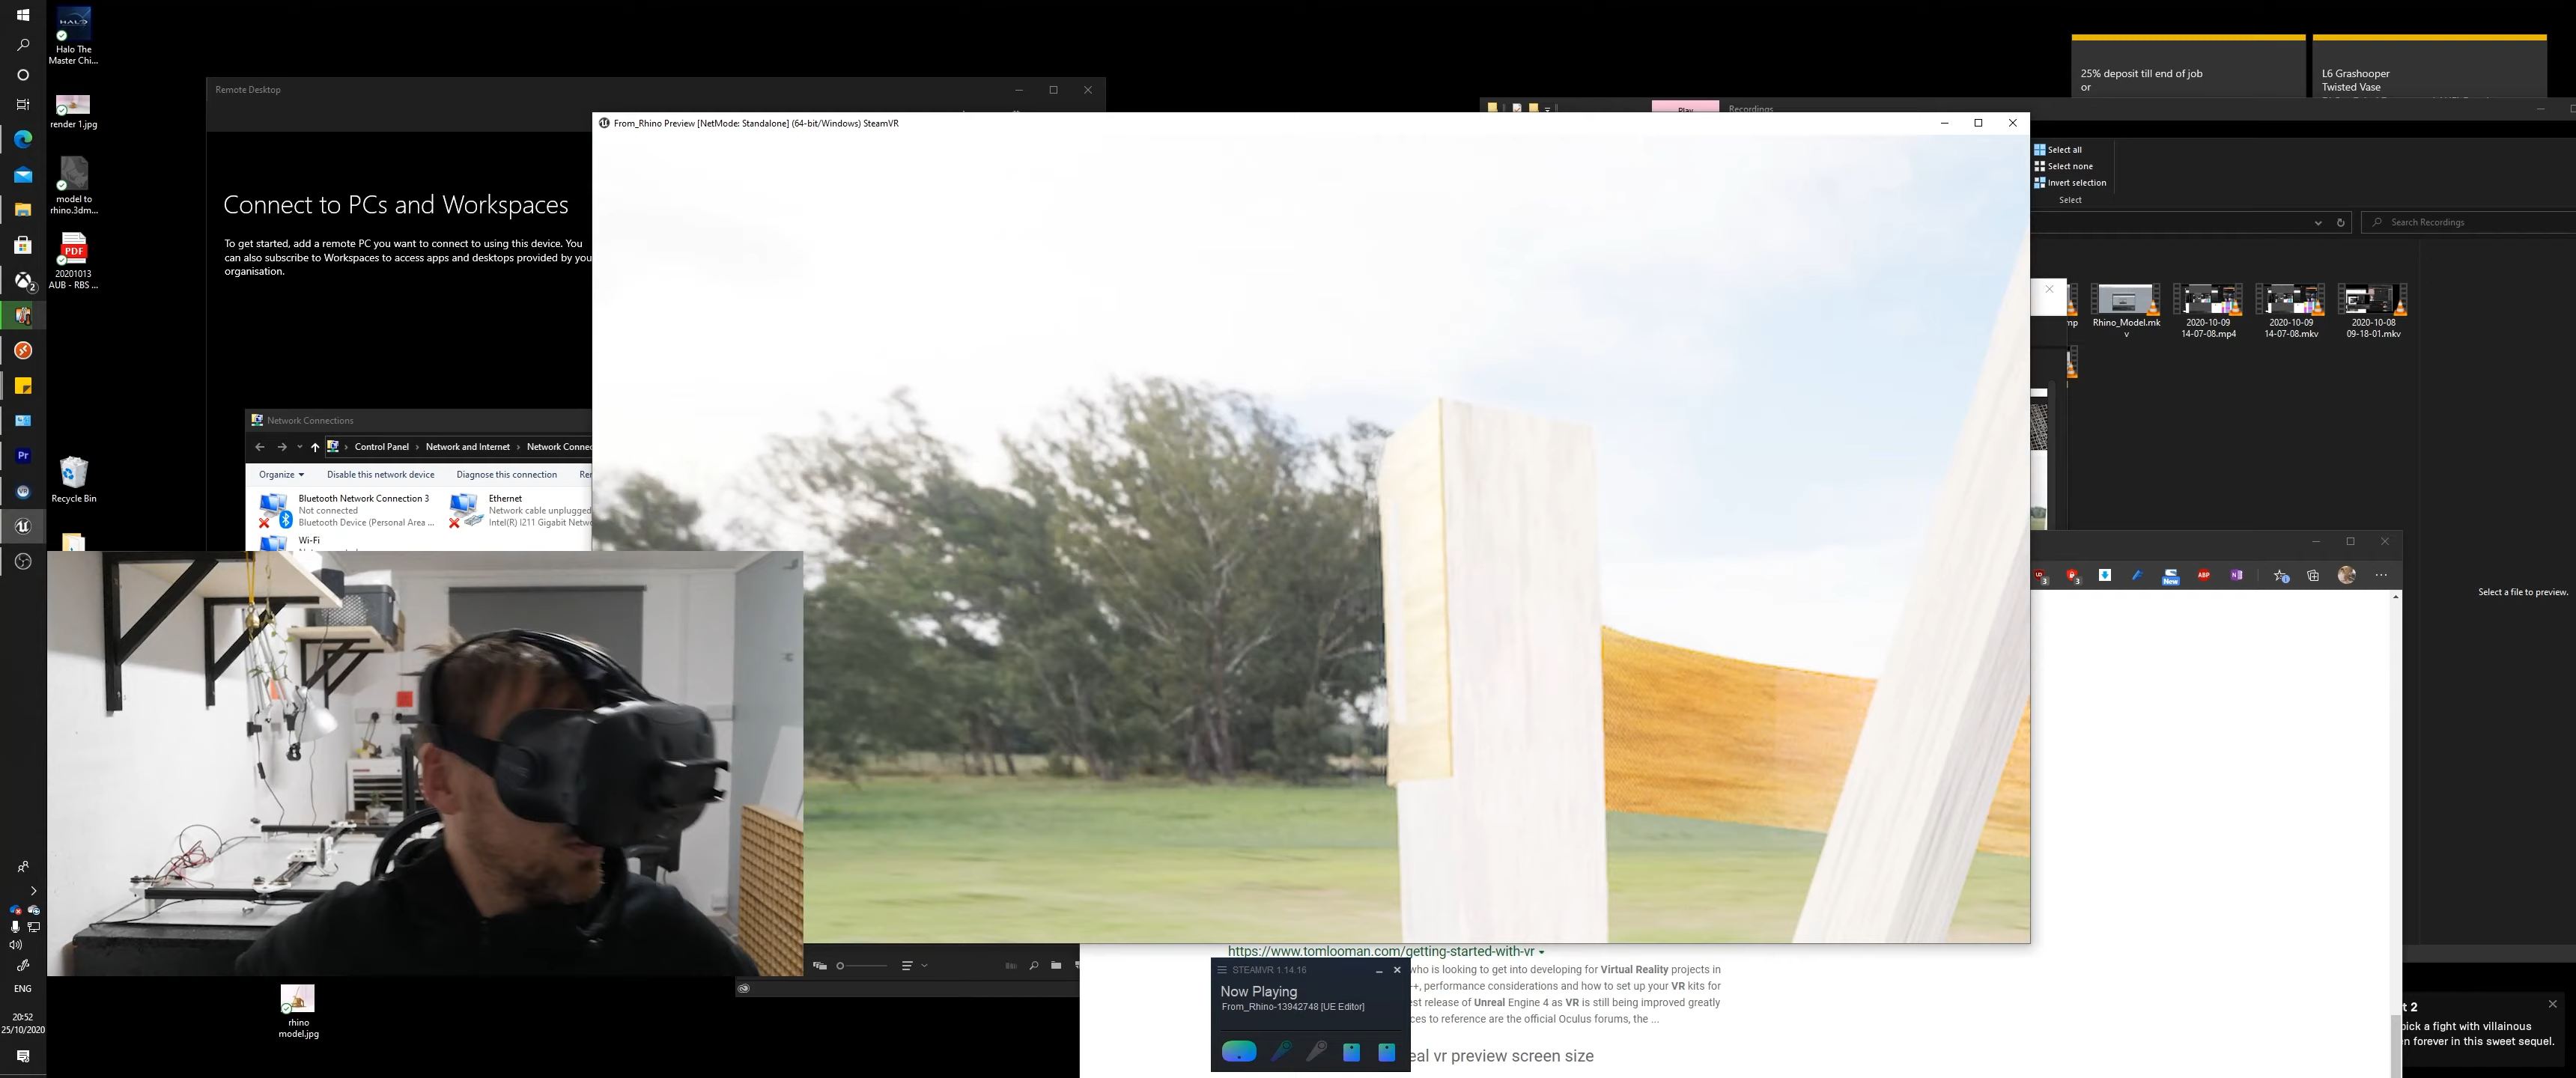 Halo The
Master Chi...
render 1.jpg
model to
rhino.3dm...
PDF
20201013
AUB - RBS ...
Recycle Bin
Pr
2
ENG
20:52
25/10/2020
rhino
model.jpg
Remote Desktop
Connect to PCs and Workspaces
To get started, add a remote PC you want to connect to using this device. You
can also subscribe to Workspaces to access apps and desktops provided by you
organisation.
Network Connections
Control Panel > Network and Internet > Network Connec
Organize
Disable this network device
Diagnose this connection
Bluetooth Network Connection 3
Not connected
Bluetooth Device (Personal Area ...
Ethernet
Network cable unplugged
Intel(R) I211 Gigabit Netw
Wi-Fi
From_Rhino Preview [NetMode: Standalone] (64-bit/Windows) SteamVR
Play
Recordings
25% deposit till end of job
or
L6 Grashooper
Twisted Vase
Select all
Select none
Invert selection
Select
Search Recordings
Rhino_Model.mk
v
2020-10-09
14-07-08.mp4
2020-10-09
14-07-08.mkv
2020-10-08
09-18-01.mkv
3
3
New
ABP
Select a file to preview.
https://www.tomlooman.com/getting-started-with-vr
who is looking to get into developing for Virtual Reality projects in
++, performance considerations and how to set up your VR kits for
est release of Unreal Engine 4 as VR is still being improved greatly
ces to reference are the official Oculus forums, the ...
eal vr preview screen size
STEAMVR 1.14.16
Now Playing
From_Rhino-13942748 [UE Editor]
t 2
pick a fight with villainous
en forever in this sweet sequel.